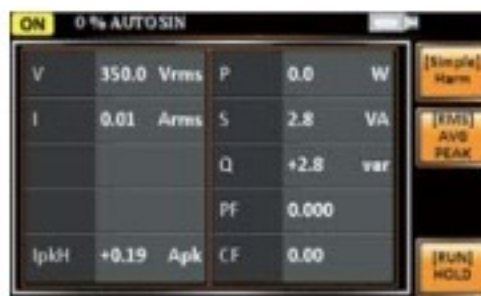 ON 0 % AUTO SIN
V 350.0 Vrms P 0.0 W
I 0.01 Arms S 2.8 VA
Q +2.8 var
PF 0.000
IpkH +0.19 Apk CF 0.00
[Simple]
Harm
[RMS]
AVG
PEAK
[RUN]
HOLD